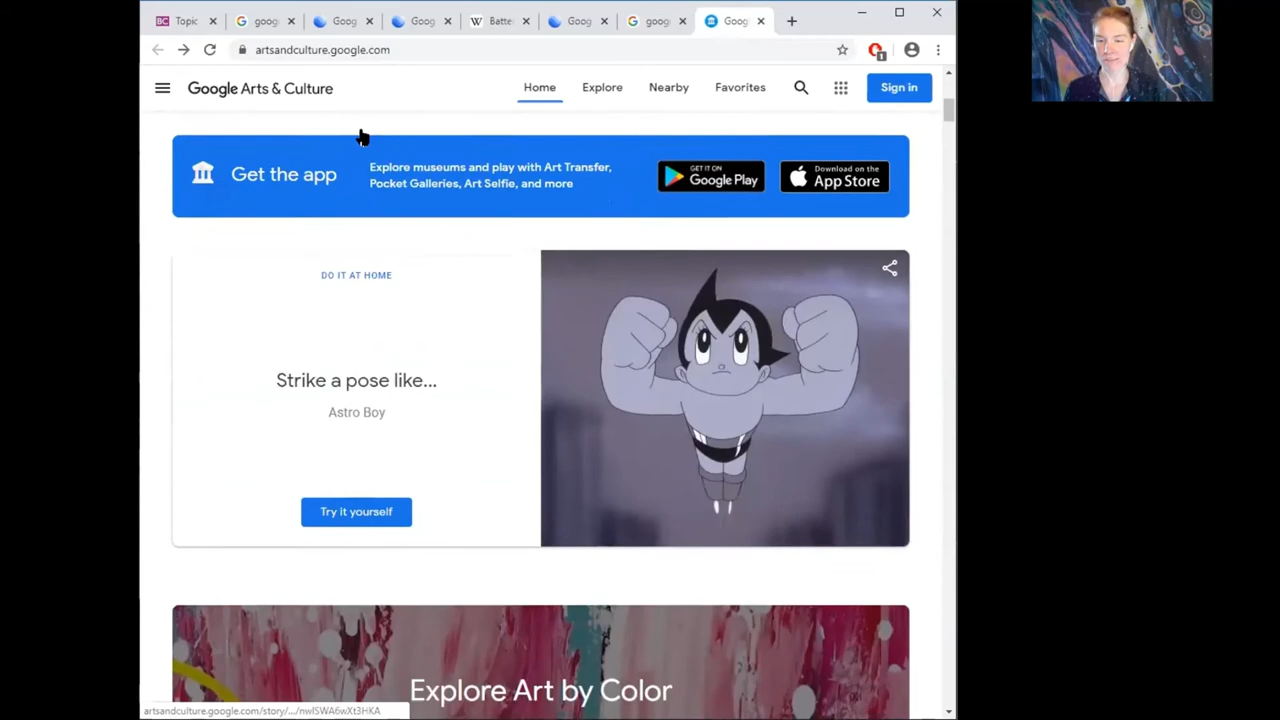 Topic
googl
Goog
Goog
Batte
Goog
googl
Goog
artsandculture.google.com
1
Google Arts & Culture
Home
Explore
Nearby
Favorites
Sign in
Get the app
Explore museums and play with Art Transfer,
Pocket Galleries, Art Selfie, and more
GET IT ON
Google Play
Download on the
App Store
DO IT AT HOME
Strike a pose like...
Astro Boy
Try it yourself
Explore Art by Color